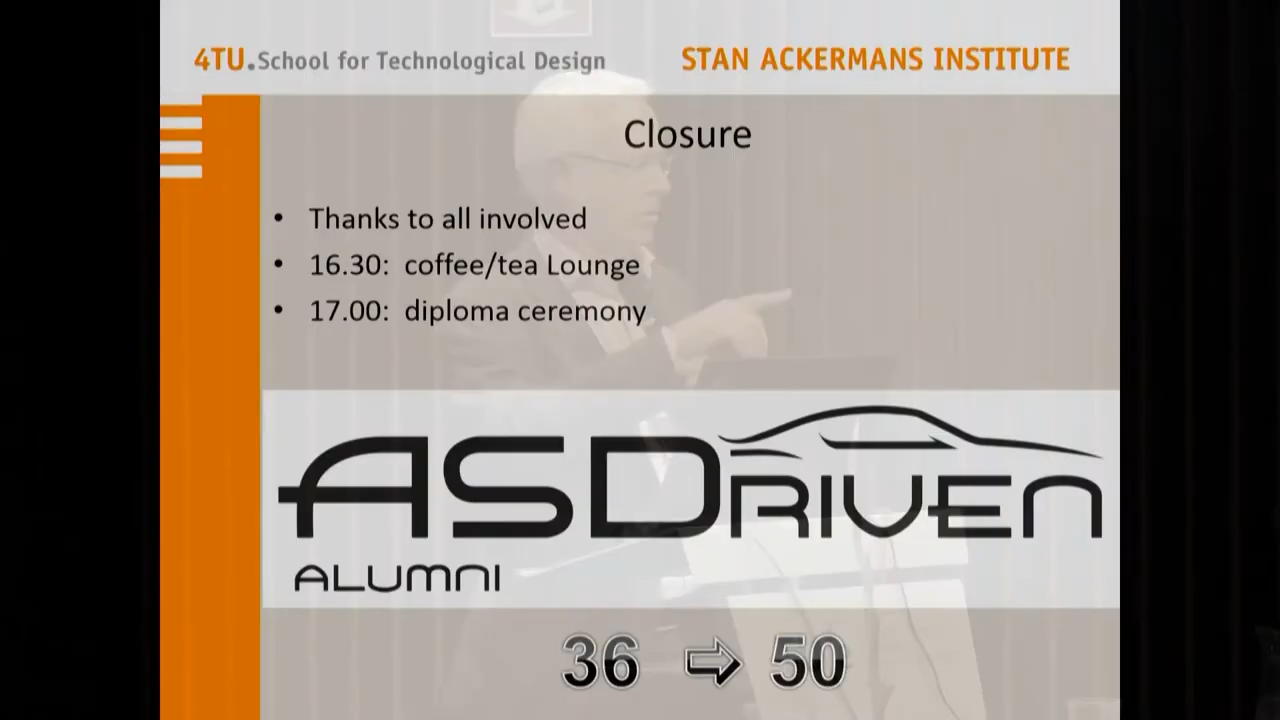 4TU.School for Technological Design STAN ACKERMANS INSTITUTE
Closure
• Thanks to all involved
• 16.30: coffee/tea Lounge
• 17.00: diploma ceremony
ASDRIVEN
ALUMNI
36 ⇨ 50